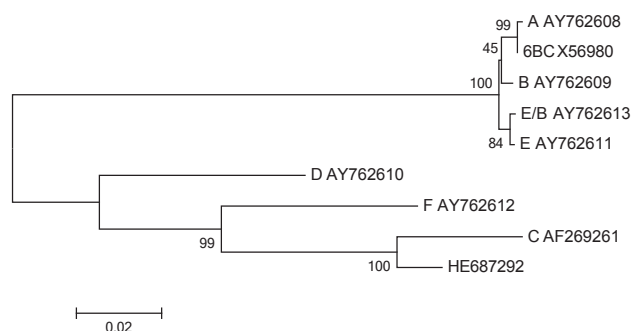 99
A AY762608
45
6BC X56980
100
B AY762609
E/B AY762613
84
E AY762611
D AY762610
F AY762612
99
C AF269261
100
HE687292
0.02